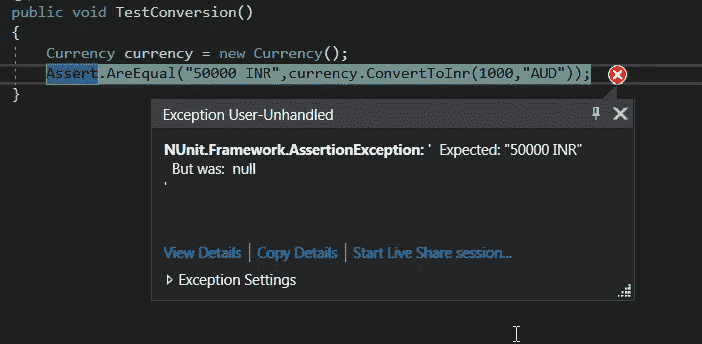 public void TestConversion()
{
Currency currency = new Currency();
Assert.AreEqual("50000 INR",currency.ConvertToInr(1000,"AUD"));
}
Exception User-Unhandled
NUnit.Framework.AssertionException: '  Expected: "50000 INR"
But was:  null
'
View Details | Copy Details | Start Live Share session...
Exception Settings